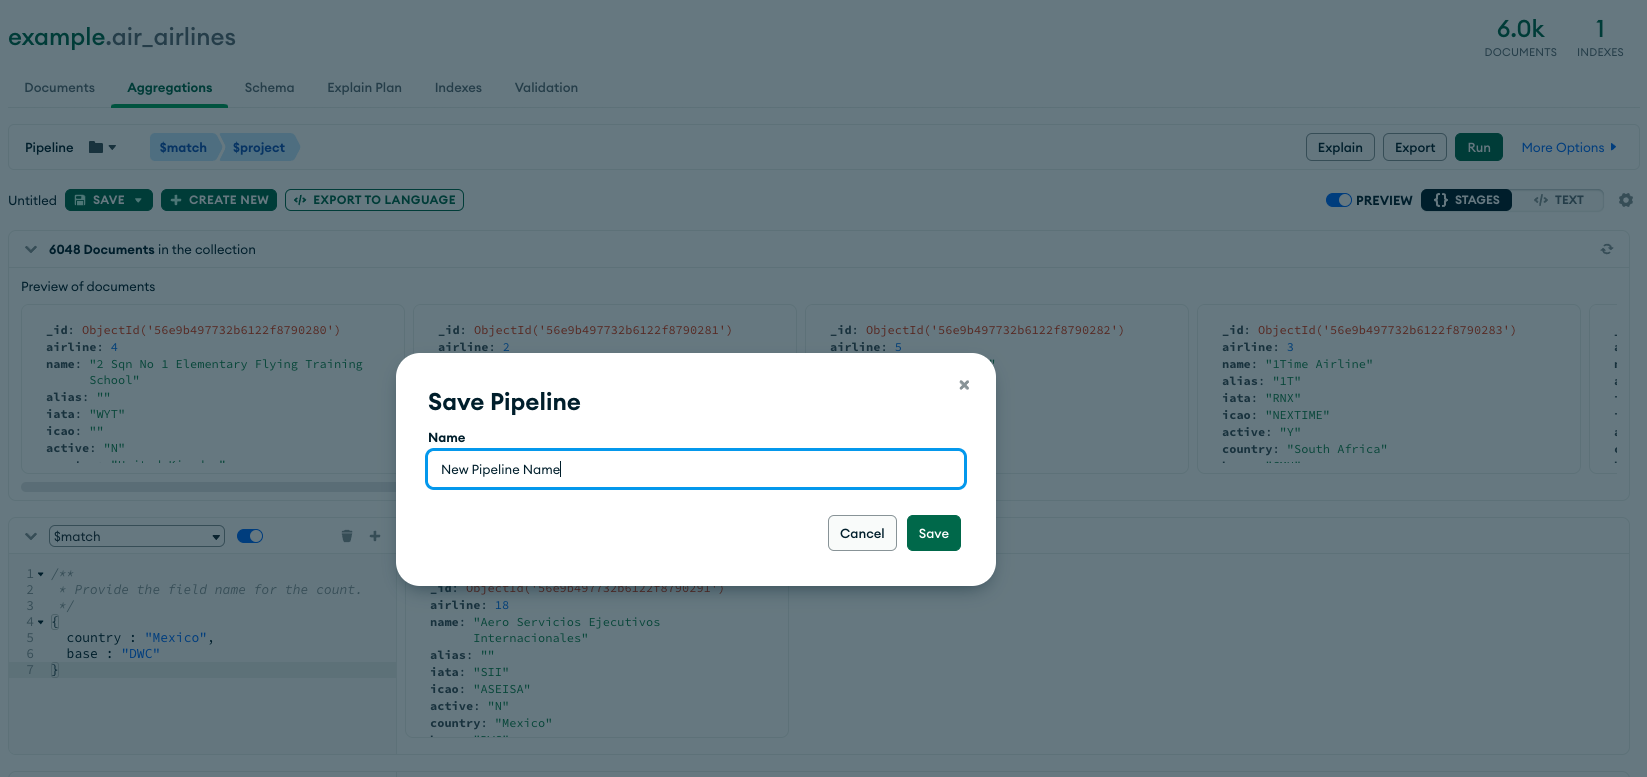 example.air_airlines
6.0k
DOCUMENTS
1
INDEXES
Documents Aggregations Schema Explain Plan Indexes Validation
Pipeline $match $project Explain Export Run More Options
Untitled SAVE + CREATE NEW </> EXPORT TO LANGUAGE PREVIEW {} STAGES </> TEXT
6048 Documents in the collection
Preview of documents
_id: ObjectId('56e9b497732b6122f8790280')
airline: 4
name: "2 Sqn No 1 Elementary Flying Training
School"
alias: ""
iata: "WYT"
icao: ""
active: "N"
_id: ObjectId('56e9b497732b6122f8790281')
airline: 2
_id: ObjectId('56e9b497732b6122f8790282')
airline: 5
_id: ObjectId('56e9b497732b6122f8790283')
airline: 3
name: "1Time Airline"
alias: "1T"
iata: "RNX"
icao: "NEXTIME"
active: "Y"
country: "South Africa"
Save Pipeline
Name
New Pipeline Name
Cancel Save
$match
1 /**
2 * Provide the field name for the count.
3 */
4 {
5 country : "Mexico",
6 base : "DWC"
7 }
_id: ObjectId('56e9b497732b6122f8790291')
airline: 18
name: "Aero Servicios Ejecutivos
Internacionales"
alias: ""
iata: "SII"
icao: "ASEISA"
active: "N"
country: "Mexico"